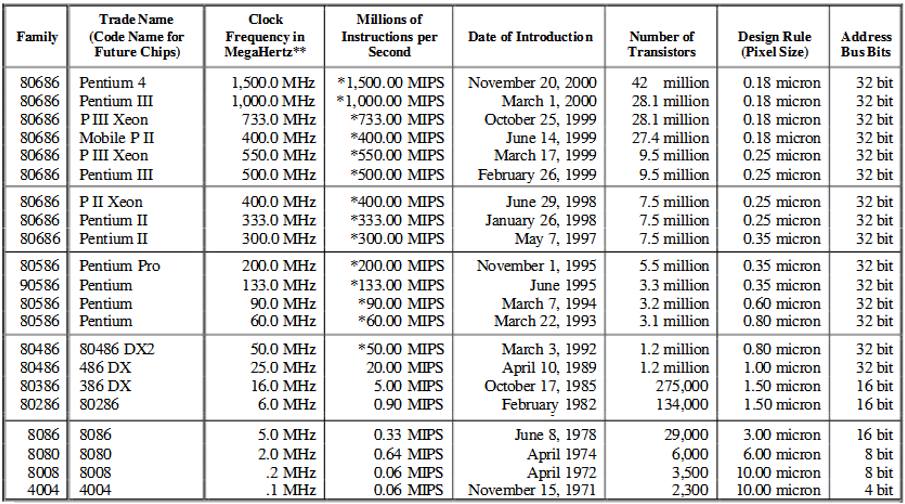 Family Trade Name (Code Name for Future Chips) Clock Frequency in MegaHertz** Millions of Instructions per Second Date of Introduction Number of Transistors Design Rule (Pixel Size) Address Bus Bits
80686 Pentium 4 1,500.0 MHz *1,500.00 MIPS November 20, 2000 42 million 0.18 micron 32 bit
80686 Pentium III 1,000.0 MHz *1,000.00 MIPS March 1, 2000 28.1 million 0.18 micron 32 bit
80686 P III Xeon 733.0 MHz *733.00 MIPS October 25, 1999 28.1 million 0.18 micron 32 bit
80686 Mobile P II 400.0 MHz *400.00 MIPS June 14, 1999 27.4 million 0.18 micron 32 bit
80686 P III Xeon 550.0 MHz *550.00 MIPS March 17, 1999 9.5 million 0.25 micron 32 bit
80686 Pentium III 500.0 MHz *500.00 MIPS February 26, 1999 9.5 million 0.25 micron 32 bit
80686 P II Xeon 400.0 MHz *400.00 MIPS June 29, 1998 7.5 million 0.25 micron 32 bit
80686 Pentium II 333.0 MHz *333.00 MIPS January 26, 1998 7.5 million 0.25 micron 32 bit
80686 Pentium II 300.0 MHz *300.00 MIPS May 7, 1997 7.5 million 0.35 micron 32 bit
80586 Pentium Pro 200.0 MHz *200.00 MIPS November 1, 1995 5.5 million 0.35 micron 32 bit
90586 Pentium 133.0 MHz *133.00 MIPS June 1995 3.3 million 0.35 micron 32 bit
80586 Pentium 90.0 MHz *90.00 MIPS March 7, 1994 3.2 million 0.60 micron 32 bit
80586 Pentium 60.0 MHz *60.00 MIPS March 22, 1993 3.1 million 0.80 micron 32 bit
80486 80486 DX2 50.0 MHz *50.00 MIPS March 3, 1992 1.2 million 0.80 micron 32 bit
80486 486 DX 25.0 MHz 20.00 MIPS April 10, 1989 1.2 million 1.00 micron 32 bit
80386 386 DX 16.0 MHz 5.00 MIPS October 17, 1985 275,000 1.50 micron 16 bit
80286 80286 6.0 MHz 0.90 MIPS February 1982 134,000 1.50 micron 16 bit
8086 8086 5.0 MHz 0.33 MIPS June 8, 1978 29,000 3.00 micron 16 bit
8080 8080 2.0 MHz 0.64 MIPS April 1974 6,000 6.00 micron 8 bit
8008 8008 .2 MHz 0.06 MIPS April 1972 3,500 10.00 micron 8 bit
4004 4004 .1 MHz 0.06 MIPS November 15, 1971 2,300 10.00 micron 4 bit